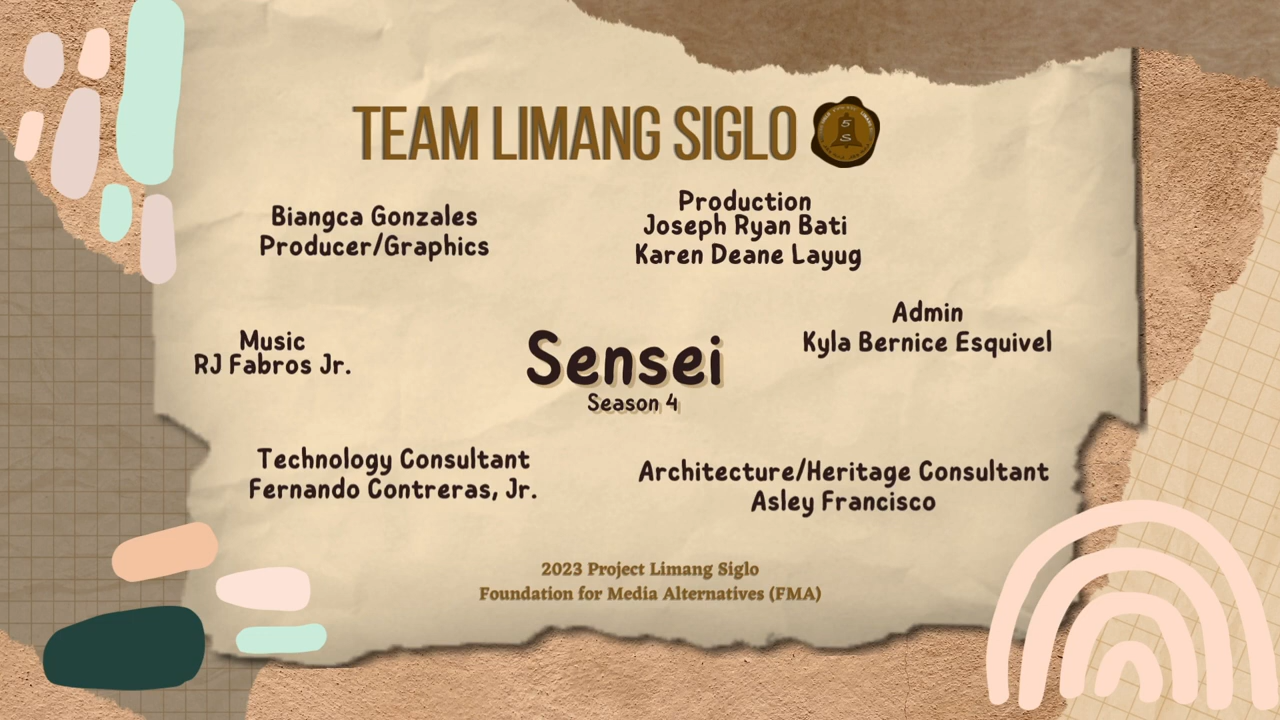 TEAM LIMANG SIGLO
5
S
Biangca Gonzales
Producer/Graphics
Production
Joseph Ryan Bati
Karen Deane Layug
Admin
Kyla Bernice Esquivel
Music
RJ Fabros Jr.
Sensei
Season 4
Technology Consultant
Fernando Contreras, Jr.
Architecture/Heritage Consultant
Asley Francisco
2023 Project Limang Siglo
Foundation for Media Alternatives (FMA)